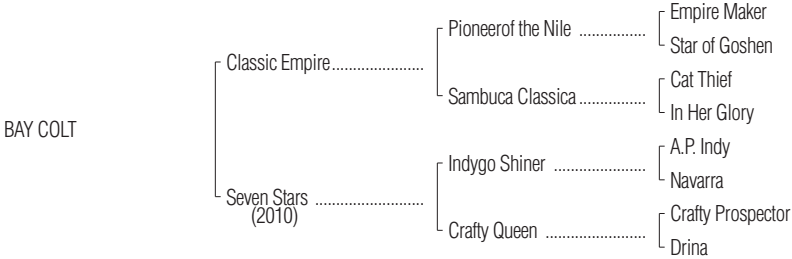 Empire Maker
Pioneerof the Nile ................
Star of Goshen
Classic Empire......................
Cat Thief
Sambuca Classica................
In Her Glory
BAY COLT
A.P. Indy
Indygo Shiner ......................
Navarra
Seven Stars ..........................
(2010)
Crafty Prospector
Crafty Queen ........................
Drina